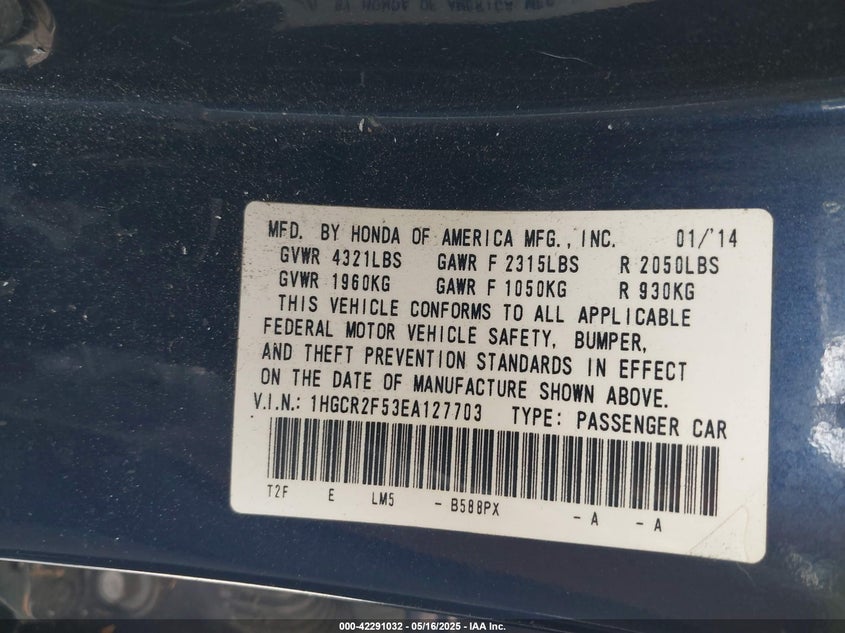 MFD. BY HONDA OF AMERICA MFG., INC. 01/'14
GVWR 4321LBS GAWR F 2315LBS R 2050LBS
GVWR 1960KG GAWR F 1050KG R 930KG
THIS VEHICLE CONFORMS TO ALL APPLICABLE
FEDERAL MOTOR VEHICLE SAFETY, BUMPER,
AND THEFT PREVENTION STANDARDS IN EFFECT
ON THE DATE OF MANUFACTURE SHOWN ABOVE.
V.I.N.: 1HGCR2F53EA127703 TYPE: PASSENGER CAR
T2F E LM5 - B588PX - A - A
000-42291032 - 05/16/2025 - IAA Inc.